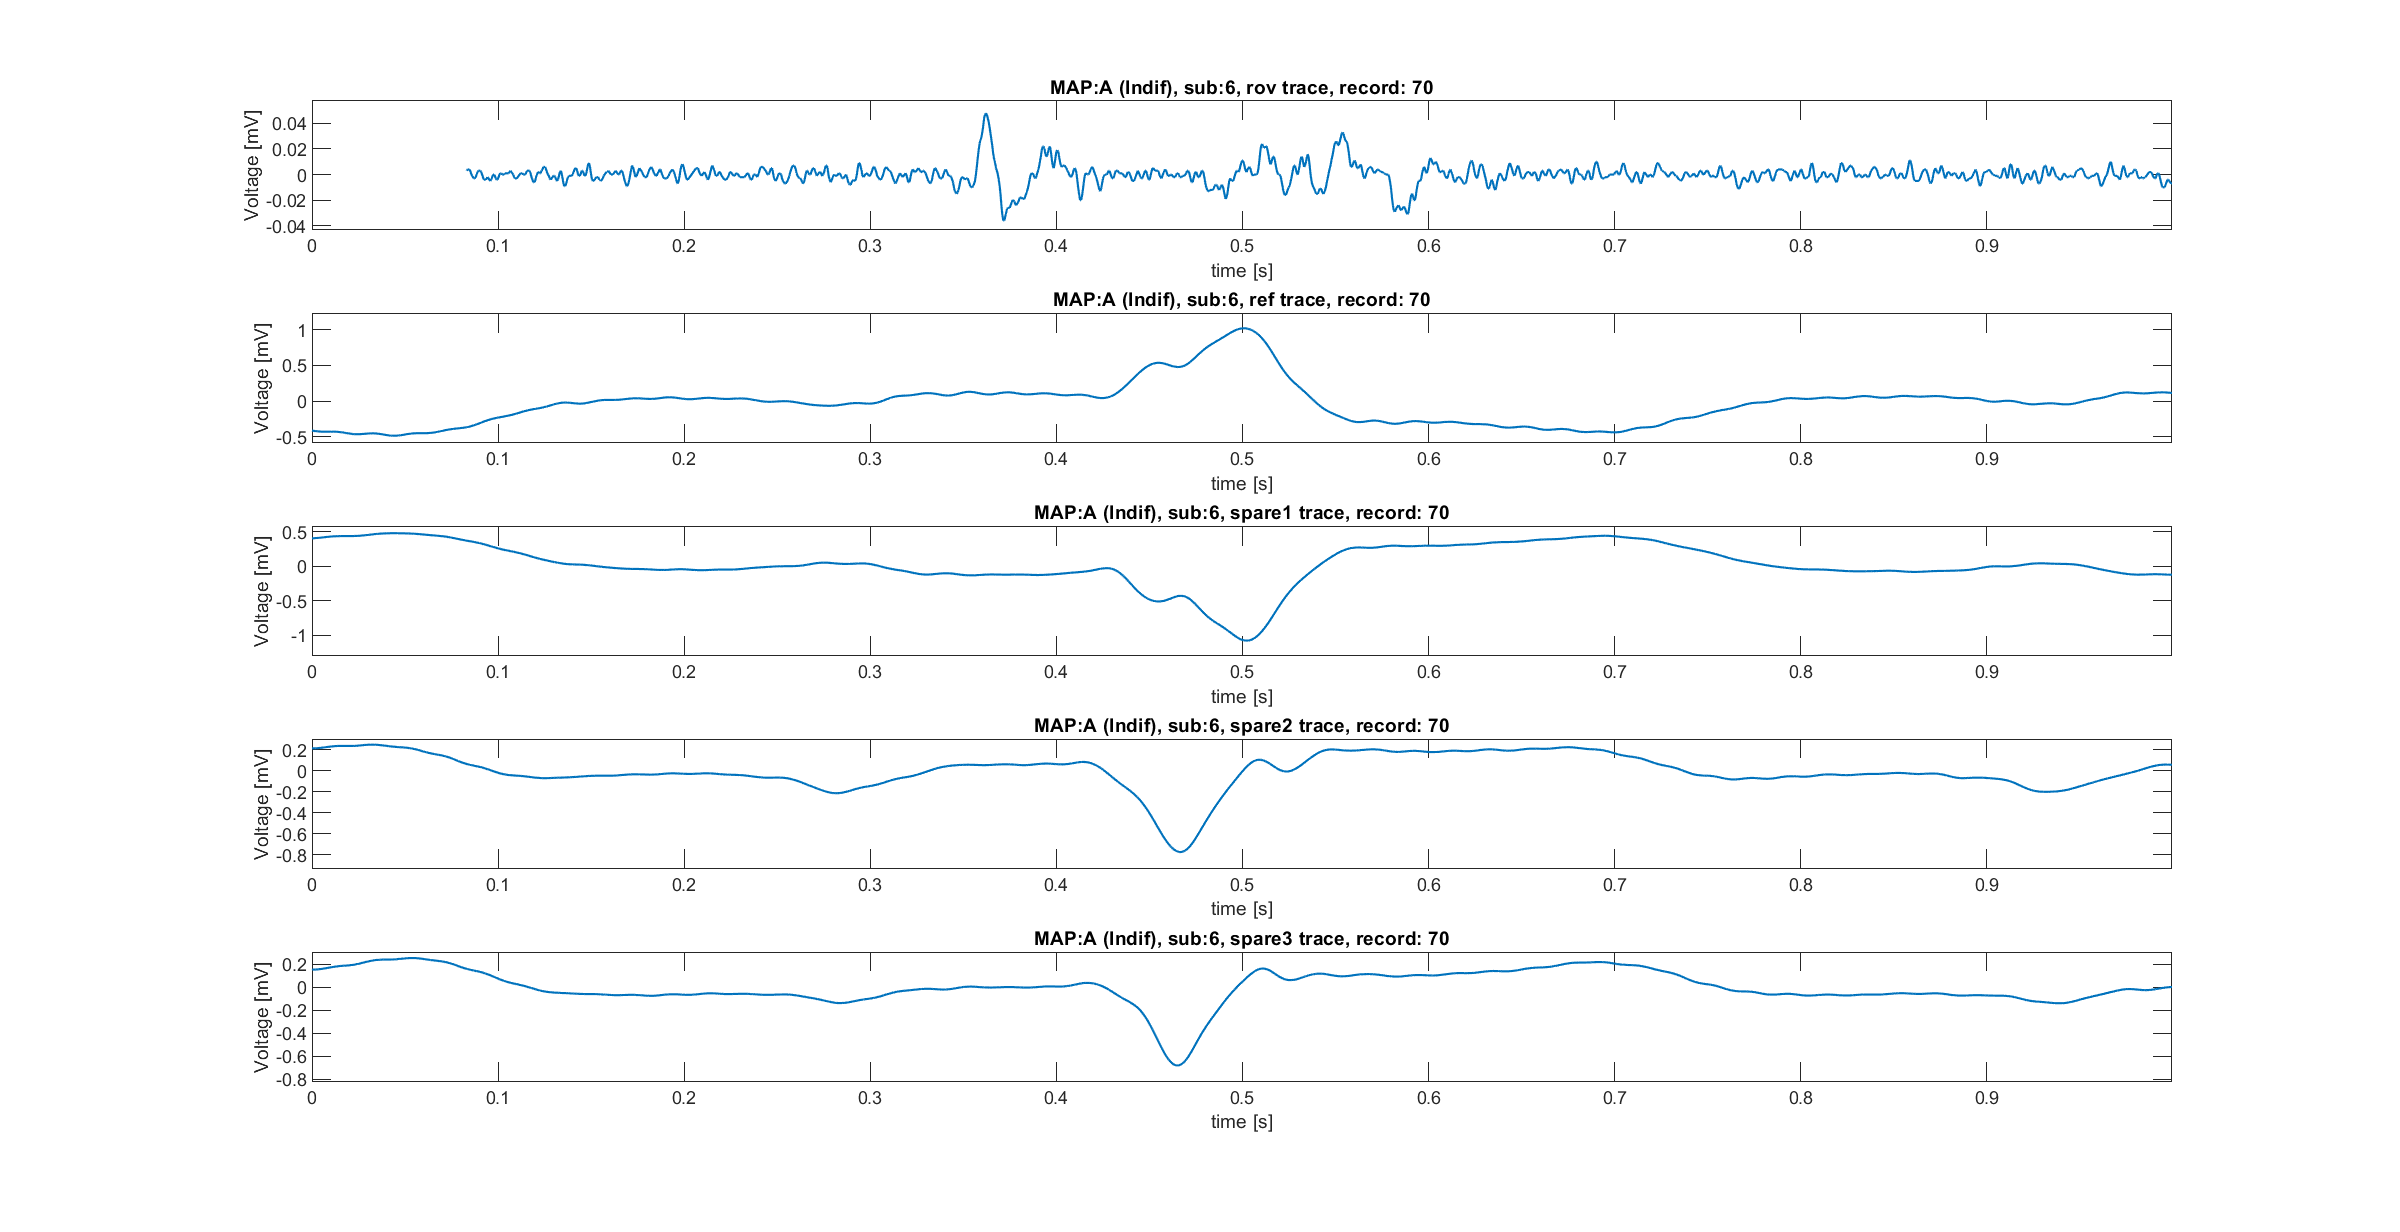 MAP:A (Indif), sub:6, rov trace, record: 70
Voltage [mV]
0.04
0.02
0
-0.02
-0.04
0 0.1 0.2 0.3 0.4 0.5 0.6 0.7 0.8 0.9
time [s]
MAP:A (Indif), sub:6, ref trace, record: 70
Voltage [mV]
1
0.5
0
-0.5
0 0.1 0.2 0.3 0.4 0.5 0.6 0.7 0.8 0.9
time [s]
MAP:A (Indif), sub:6, spare1 trace, record: 70
Voltage [mV]
0.5
0
-0.5
-1
0 0.1 0.2 0.3 0.4 0.5 0.6 0.7 0.8 0.9
time [s]
MAP:A (Indif), sub:6, spare2 trace, record: 70
Voltage [mV]
0.2
0
-0.2
-0.4
-0.6
-0.8
0 0.1 0.2 0.3 0.4 0.5 0.6 0.7 0.8 0.9
time [s]
MAP:A (Indif), sub:6, spare3 trace, record: 70
Voltage [mV]
0.2
0
-0.2
-0.4
-0.6
-0.8
0 0.1 0.2 0.3 0.4 0.5 0.6 0.7 0.8 0.9
time [s]